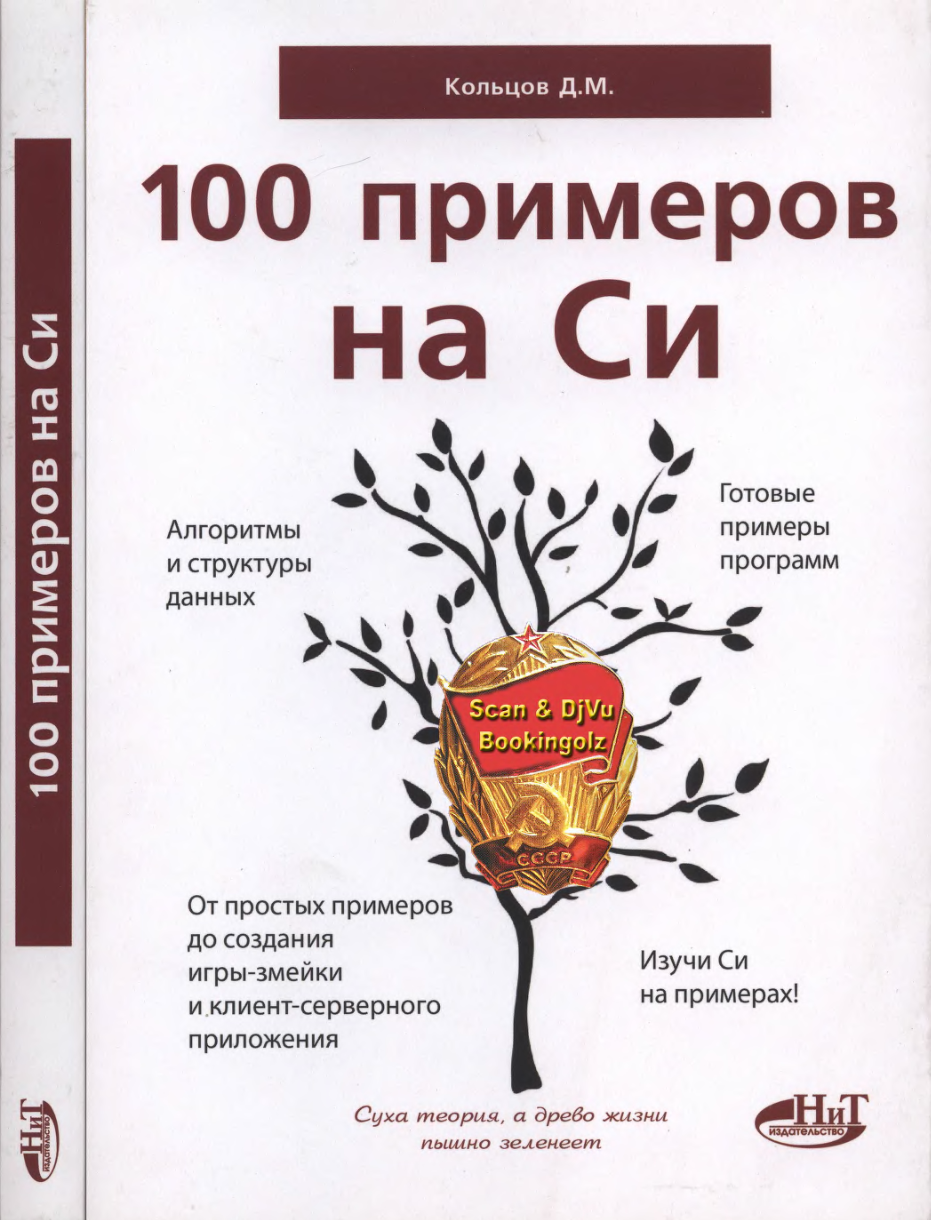 100 примеров на Си
НиТ
издательство
Кольцов Д.М.
100 примеров
на Си
Готовые
примеры
программ
Алгоритмы
и структуры
данных
Scan & DjVu
Bookingolz
СССР
От простых примеров
до создания
игры-змейки
и клиент-серверного
приложения
Изучи Си
на примерах!
Суха теория, а древо жизни
пышно зеленеет
НиТ
издательство